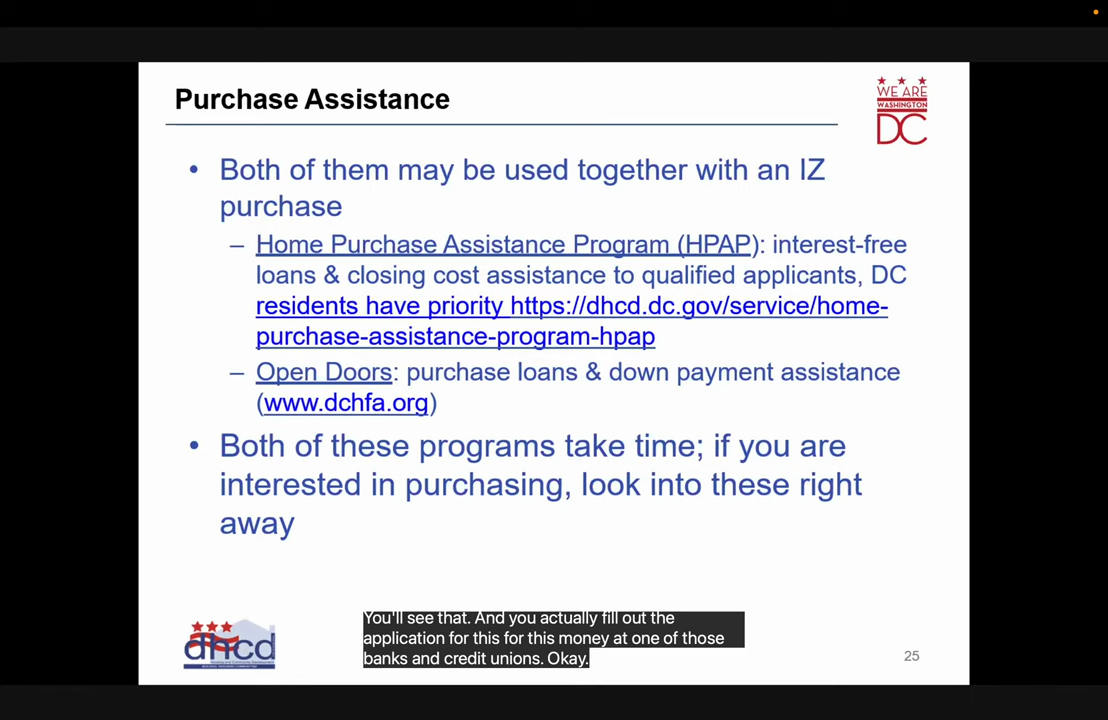 Purchase Assistance
WE ARE
WASHINGTON
DC
• Both of them may be used together with an IZ
purchase
– Home Purchase Assistance Program (HPAP): interest-free
loans & closing cost assistance to qualified applicants, DC
residents have priority https://dhcd.dc.gov/service/home-
purchase-assistance-program-hpap
– Open Doors: purchase loans & down payment assistance
(www.dchfa.org)
• Both of these programs take time; if you are
interested in purchasing, look into these right
away
dhcd
You'll see that. And you actually fill out the
application for this for this money at one of those
banks and credit unions. Okay.
25